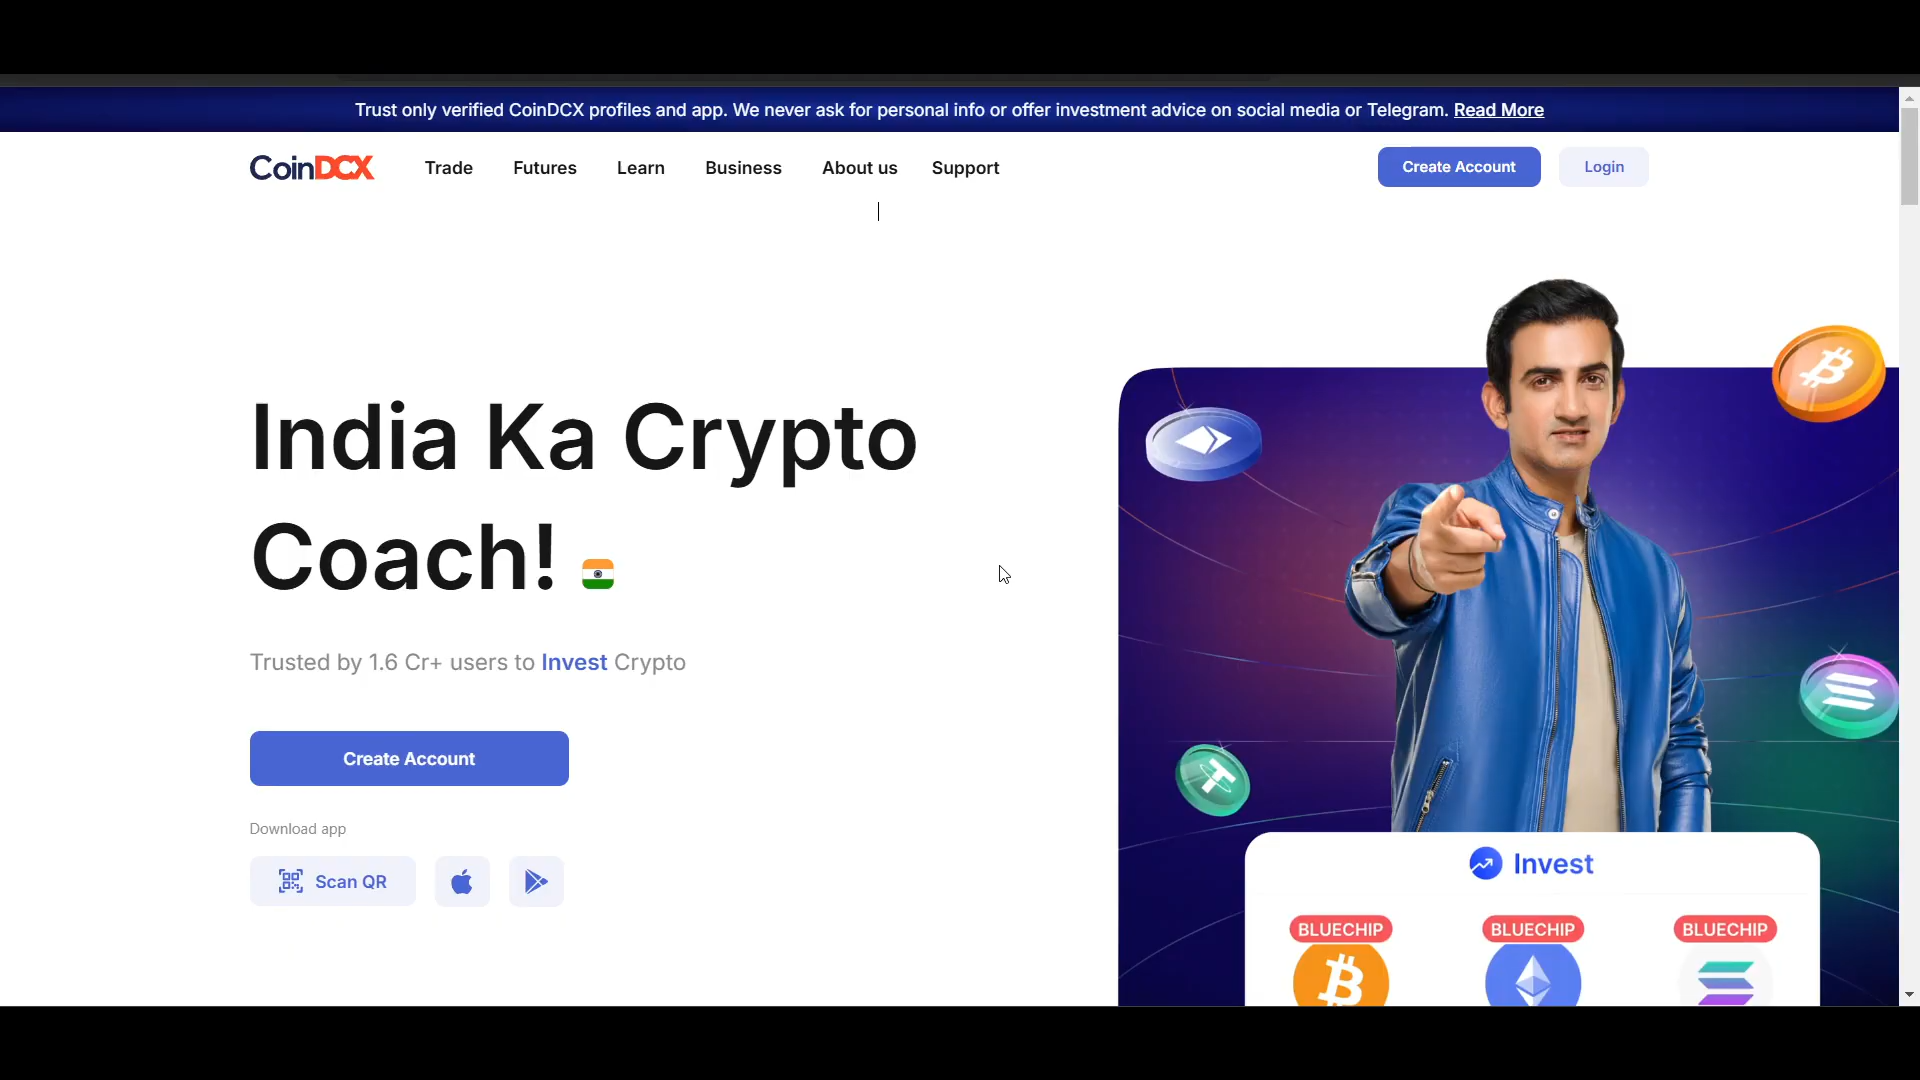 Trust only verified CoinDCX profiles and app. We never ask for personal info or offer investment advice on social media or Telegram. Read More
CoinDCX Trade Futures Learn Business About us Support Create Account Login
India Ka Crypto
Coach!
Trusted by 1.6 Cr+ users to Invest Crypto
Create Account
Download app
Scan QR
Invest
BLUECHIP BLUECHIP BLUECHIP